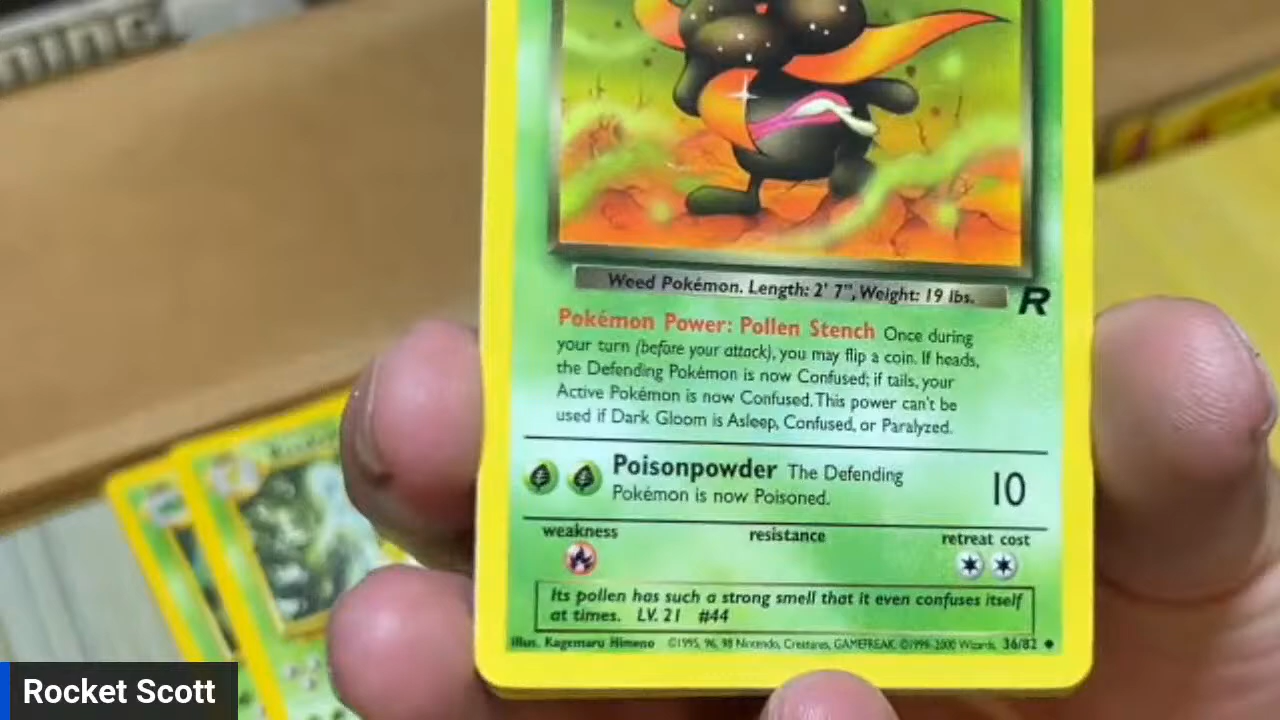 ning
Weed Pokémon. Length: 2' 7", Weight: 19 lbs.
R
Pokémon Power: Pollen Stench Once during
your turn (before your attack), you may flip a coin. If heads,
the Defending Pokémon is now Confused; if tails, your
Active Pokémon is now Confused. This power can't be
used if Dark Gloom is Asleep, Confused, or Paralyzed.
Poisonpowder The Defending
Pokémon is now Poisoned.
10
weakness resistance retreat cost
Its pollen has such a strong smell that it even confuses itself
at times. LV. 21 #44
Illus. Kagemaru Himeno ©1995, 96, 98 Nintendo, Creatures, GAMEFREAK. ©1999-2000 Wizards. 36/82
Rocket Scott